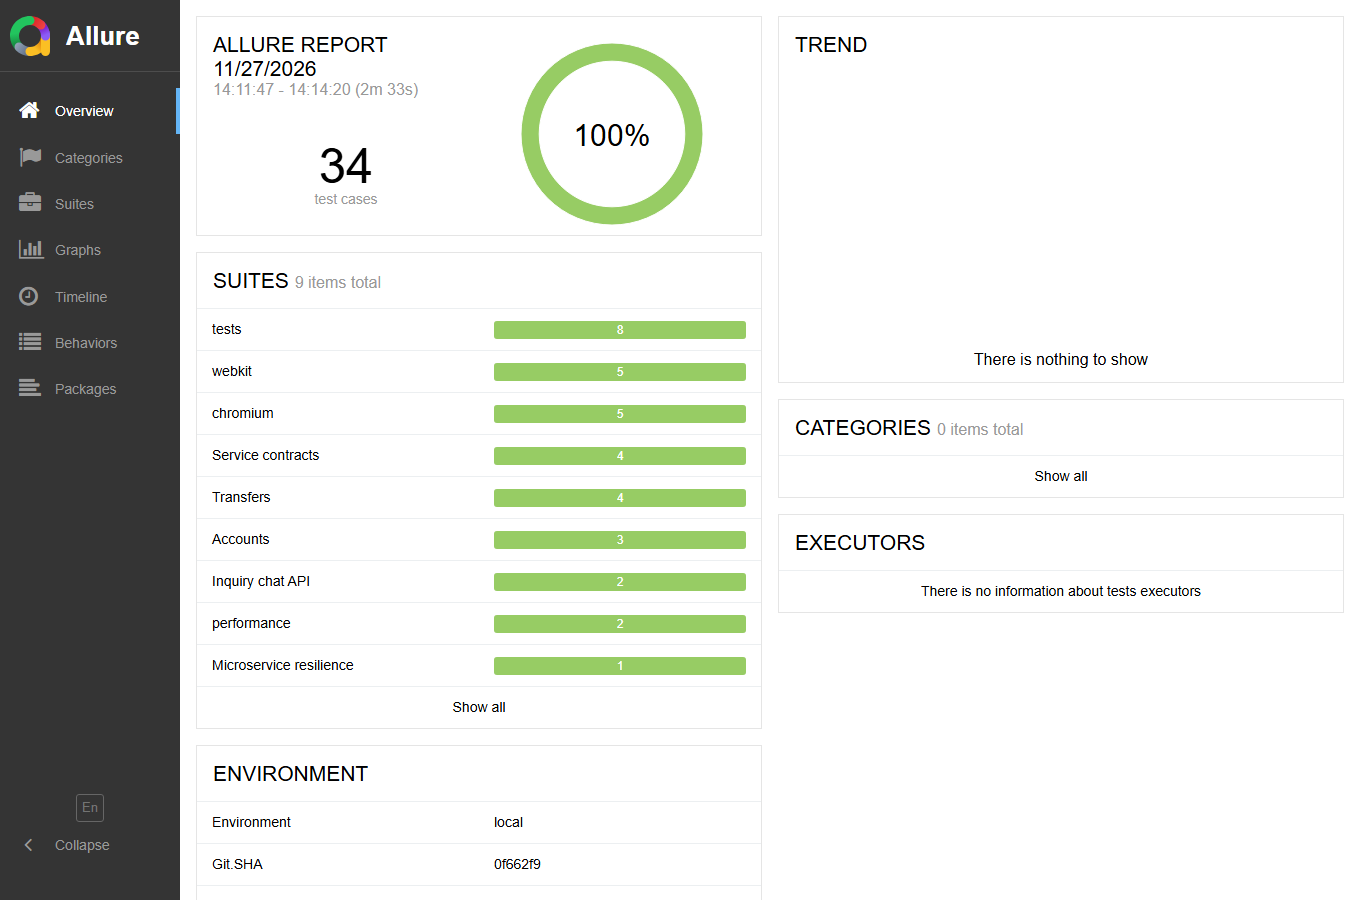 Allure
Overview
Categories
Suites
Graphs
Timeline
Behaviors
Packages
En
Collapse
ALLURE REPORT
11/27/2026
14:11:47 - 14:14:20 (2m 33s)
34
test cases
100%
SUITES 9 items total
tests 8
webkit 5
chromium 5
Service contracts 4
Transfers 4
Accounts 3
Inquiry chat API 2
performance 2
Microservice resilience 1
Show all
ENVIRONMENT
Environment local
Git.SHA 0f662f9
TREND
There is nothing to show
CATEGORIES 0 items total
Show all
EXECUTORS
There is no information about tests executors